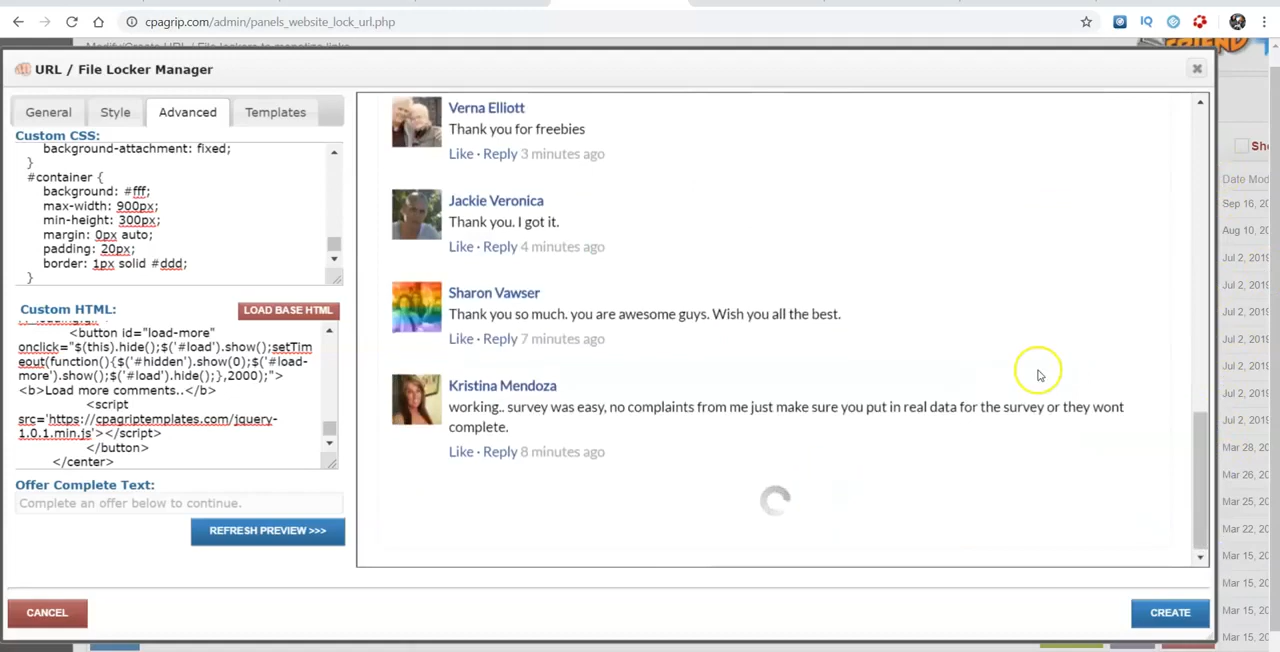 cpagrip.com/admin/panels_website_lock_url.php
IQ
URL / File Locker Manager
General
Style
Advanced
Templates
Custom CSS:
background-attachment: fixed;
}
#container {
background: #fff;
max-width: 900px;
min-height: 300px;
margin: 0px auto;
padding: 20px;
border: 1px solid #ddd;
}
Custom HTML:
LOAD BASE HTML
<button id="load-more"
onclick="$(this).hide();$('#load').show();setTim
eout(function(){$('#hidden').show(0);$('#load-
more').show();$('#load').hide();},2000);">
<b>Load more comments..</b>
<script
src='https://cpagriptemplates.com/jquery-
1.0.1.min.js'></script>
</button>
</center>
Offer Complete Text:
Complete an offer below to continue.
REFRESH PREVIEW >>>
Verna Elliott
Thank you for freebies
Like · Reply 3 minutes ago
Jackie Veronica
Thank you. I got it.
Like · Reply 4 minutes ago
Sharon Vawser
Thank you so much. you are awesome guys. Wish you all the best.
Like · Reply 7 minutes ago
Kristina Mendoza
working.. survey was easy, no complaints from me just make sure you put in real data for the survey or they wont
complete.
Like · Reply 8 minutes ago
CANCEL
CREATE
Date Mod
Sep 16, 20
Aug 10, 20
Jul 2, 2019
Jul 2, 2019
Jul 2, 2019
Jul 2, 2019
Jul 2, 2019
Jul 2, 2019
Jul 2, 2019
Mar 28, 20
Mar 26, 20
Mar 25, 20
Mar 22, 20
Mar 15, 20
Mar 15, 20
Mar 15, 20
Mar 15, 20